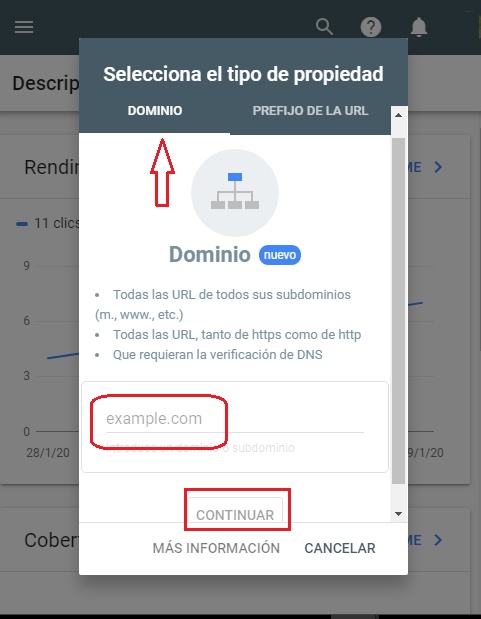 Selecciona el tipo de propiedad
Descrip
DOMINIO
PREFIJO DE LA URL
Rendir
ME
11 clics
Dominio nuevo
9
6
3
0
28/1/20
9/1/20
• Todas las URL de todos sus subdominios
(m., www., etc.)
• Todas las URL, tanto de https como de http
• Que requieran la verificación de DNS
example.com
Introduce un dominio o subdominio
CONTINUAR
Cobert
ME
MÁS INFORMACIÓN
CANCELAR